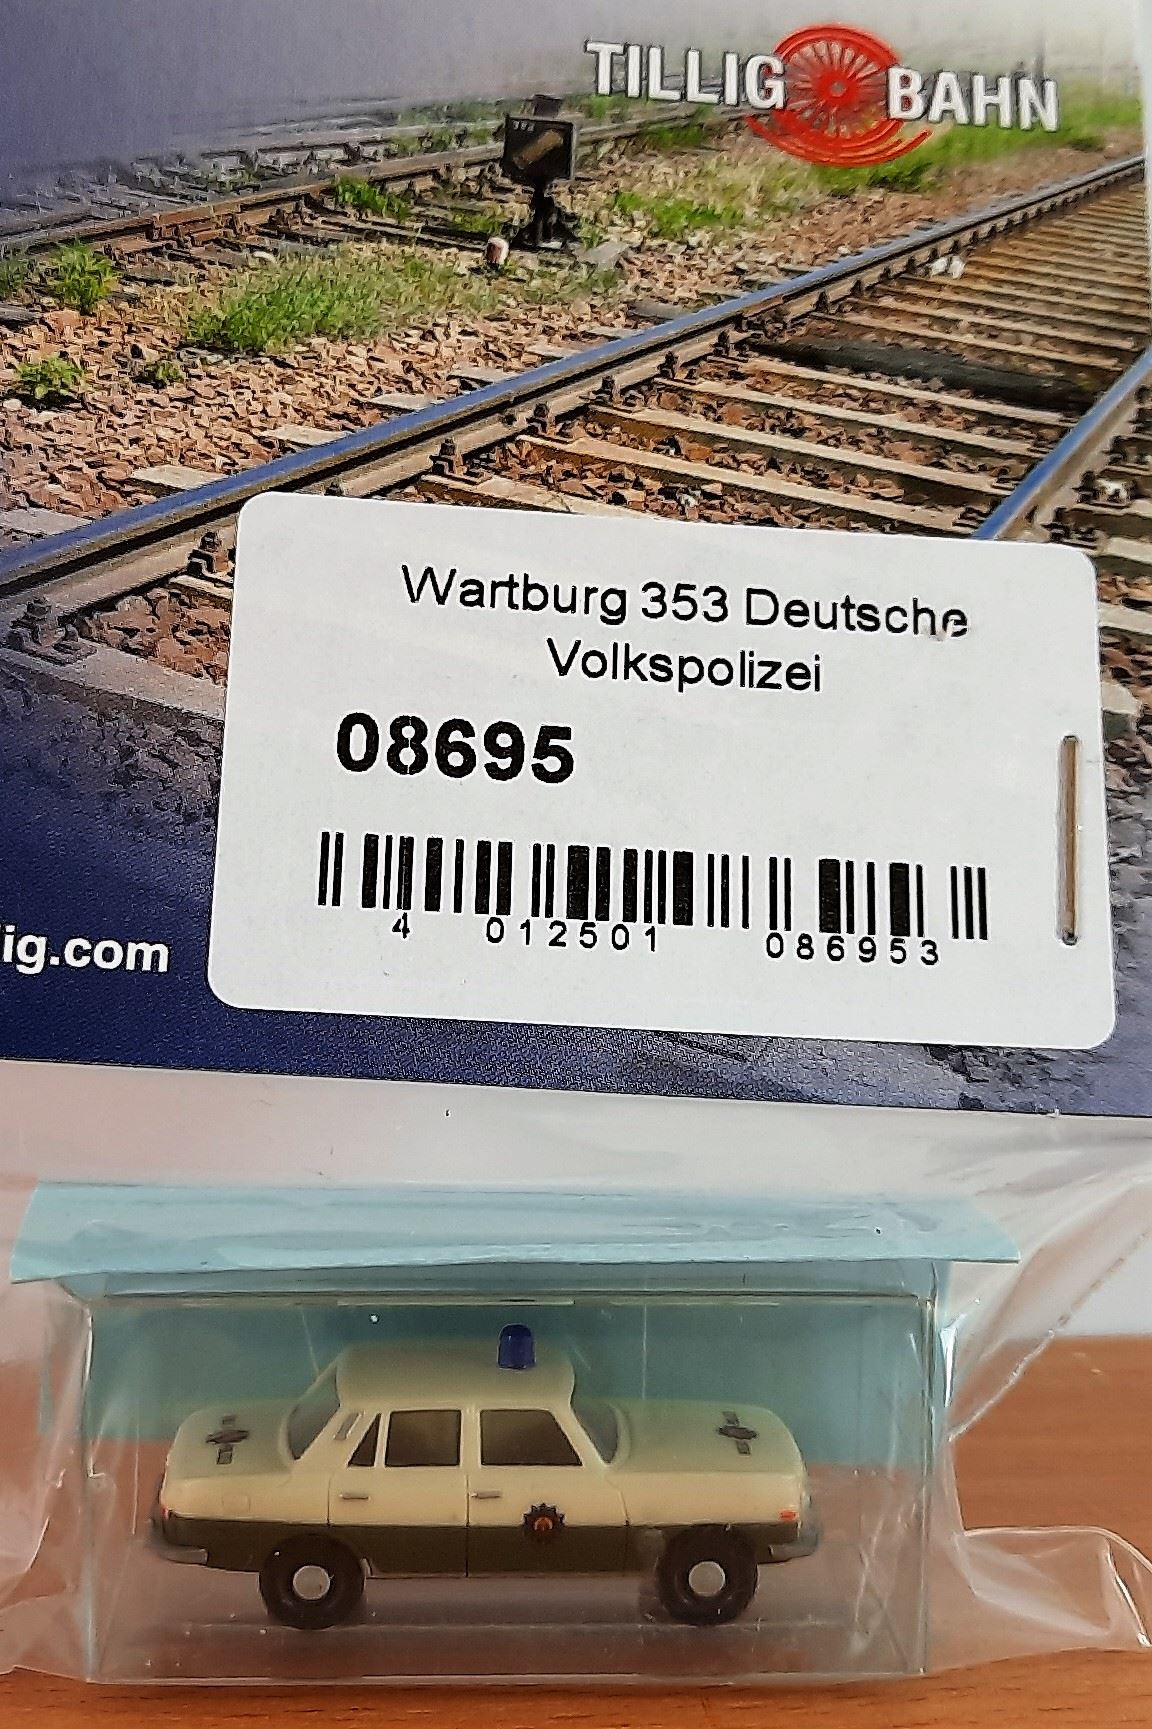 TILLIG BAHN
Wartburg 353 Deutsche
Volkspolizei
08695
4 012501 086953
ig.com